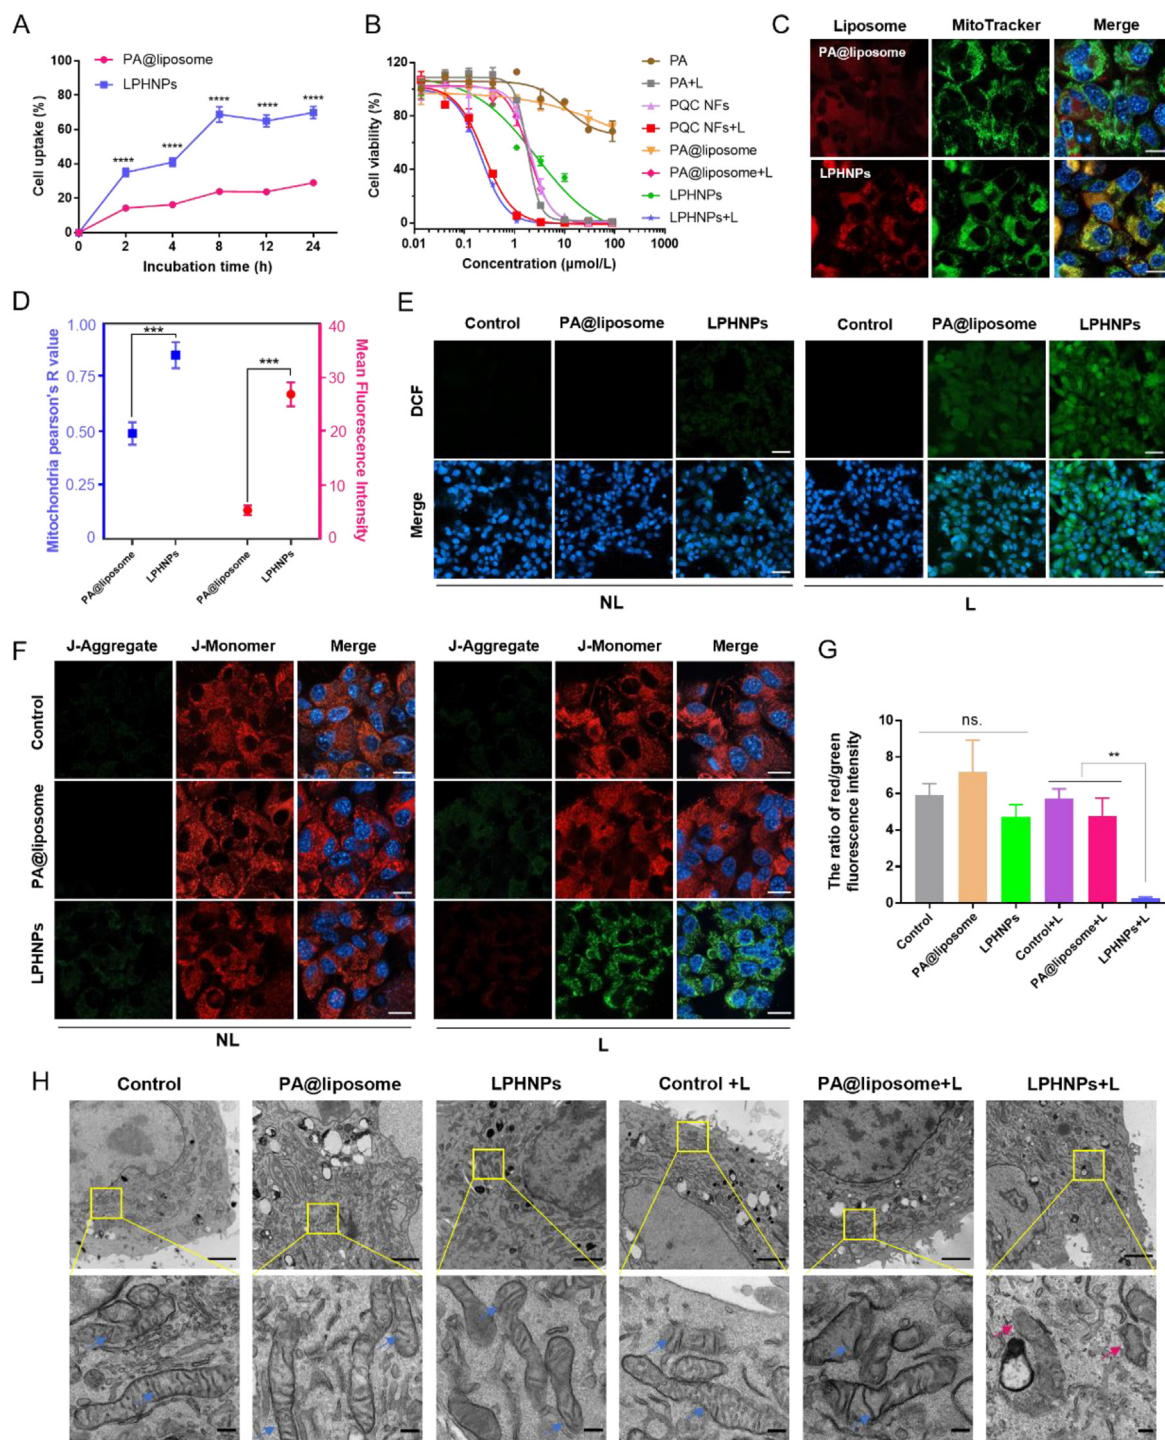 A
PA@liposome
LPHNPs
100
80
60
40
20
0
Cell uptake (%)
****
****
****
****
****
0
2
4
8
12
24
Incubation time (h)
B
120
80
40
0
Cell viability (%)
0.01
0.1
1
10
100
1000
Concentration (μmol/L)
PA
PA+L
PQC NFs
PQC NFs+L
PA@liposome
PA@liposome+L
LPHNPs
LPHNPs+L
C
Liposome
MitoTracker
Merge
PA@liposome
LPHNPs
D
Mitochondria pearson's R value
1.00
0.75
0.50
0.25
0
***
***
40
30
20
10
0
Mean Fluorescence Intensity
PA@liposome
LPHNPs
PA@liposome
LPHNPs
E
Control
PA@liposome
LPHNPs
Control
PA@liposome
LPHNPs
DCF
Merge
NL
L
F
J-Aggregate
J-Monomer
Merge
J-Aggregate
J-Monomer
Merge
Control
PA@liposome
LPHNPs
NL
L
G
The ratio of red/green
fluorescence intensity
10
8
6
4
2
0
ns.
**
Control
PA@liposome
LPHNPs
Control+L
PA@liposome+L
LPHNPs+L
H
Control
PA@liposome
LPHNPs
Control +L
PA@liposome+L
LPHNPs+L